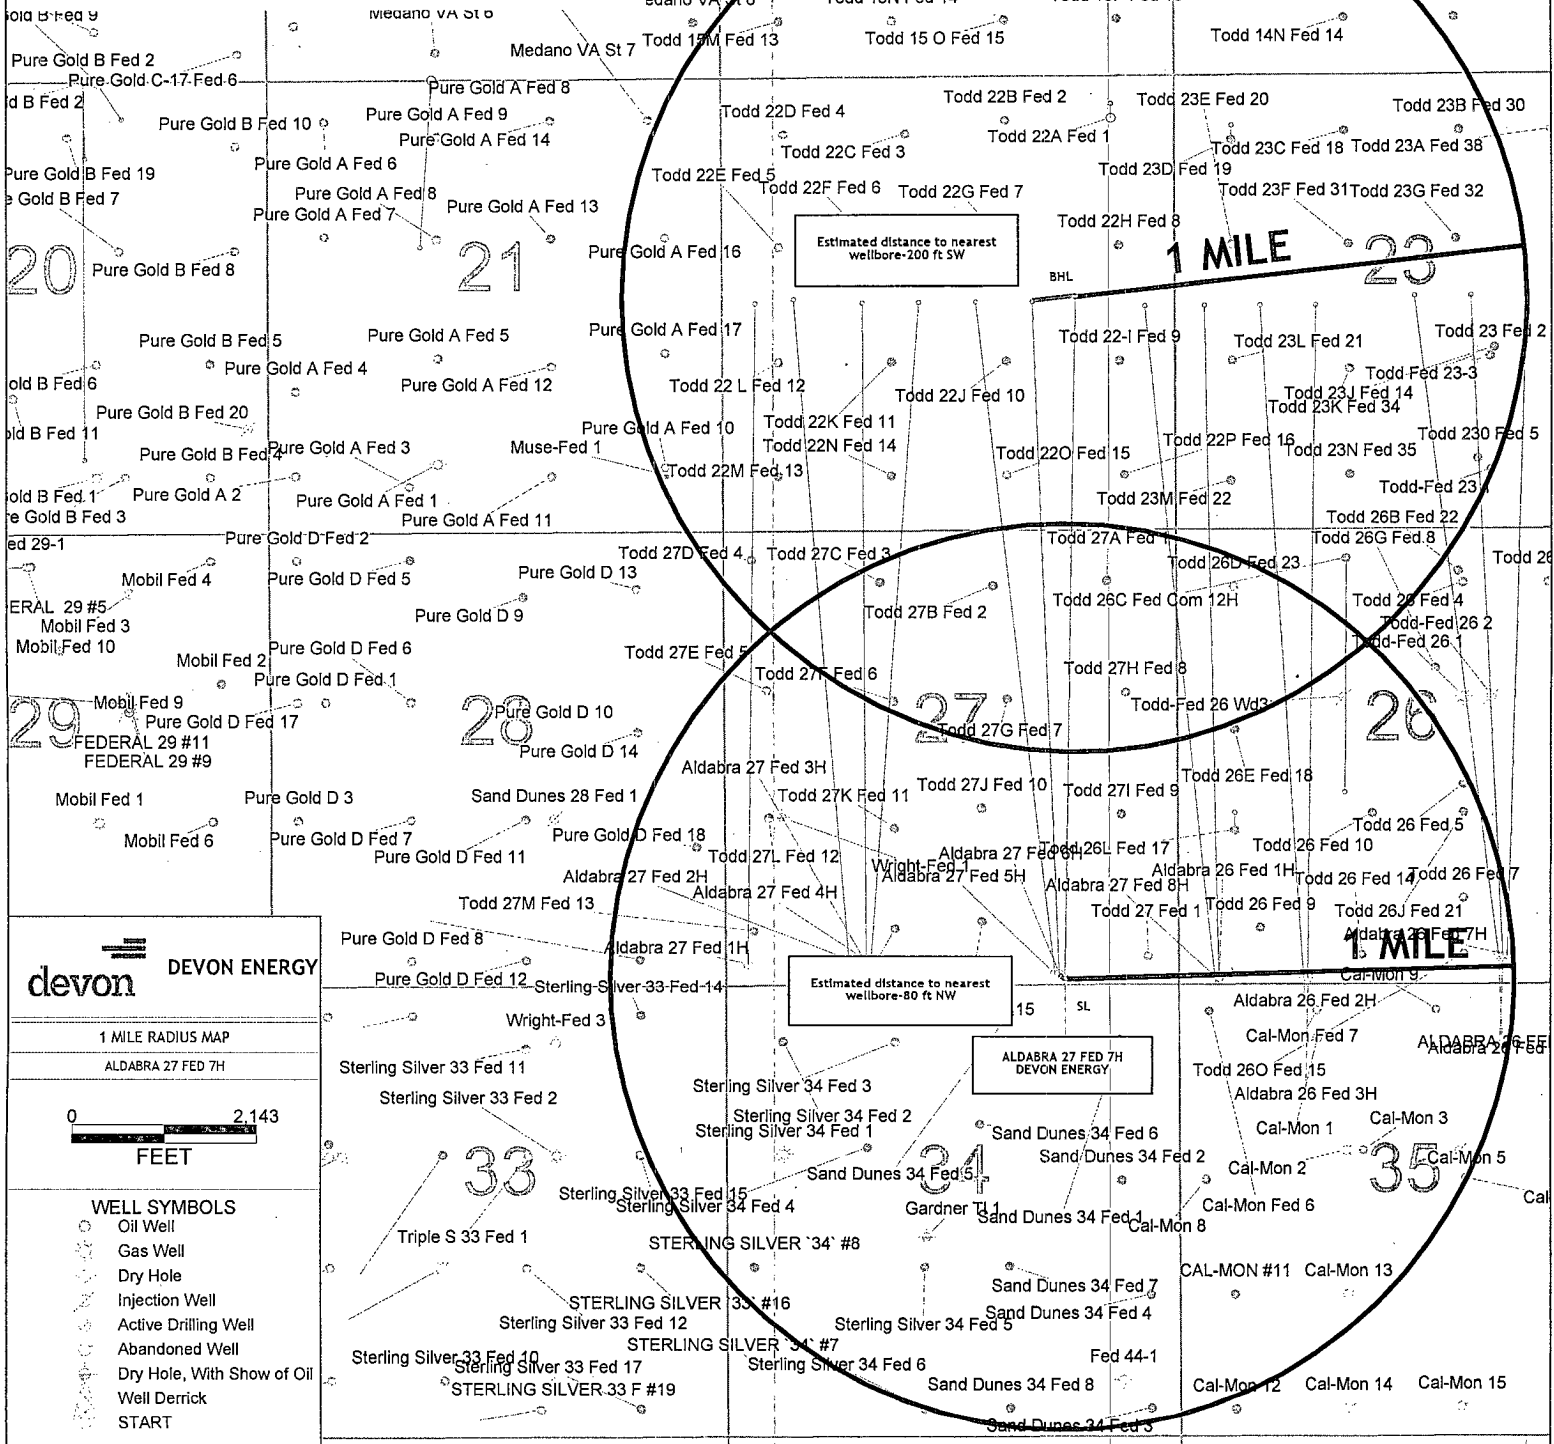 Medano VA St 6
Pure Gold B Fed 2
Pure Gold C-17 Fed 6
Medano VA St 7
Todd 15M Fed 13
Todd 15 O Fed 15
Todd 14N Fed 14
Pure Gold A Fed 8
Pure Gold A Fed 9
Pure Gold B Fed 10
Pure Gold A Fed 14
Pure Gold A Fed 6
Todd 22D Fed 4
Todd 22B Fed 2
Todd 23E Fed 20
Todd 23B Fed 30
Todd 22A Fed 1
Todd 22C Fed 3
Todd 23C Fed 18
Todd 23A Fed 38
Pure Gold B Fed 19
Pure Gold A Fed 8
Todd 22E Fed 5
Todd 22F Fed 6
Todd 22G Fed 7
Todd 23D Fed 19
Todd 23F Fed 31
Todd 23G Fed 32
Pure Gold A Fed 7
Pure Gold A Fed 13
Todd 22H Fed 8
20
Pure Gold B Fed 8
21
Pure Gold A Fed 16
Estimated distance to nearest
wellbore-200 ft SW
BHL
1 MILE
23
Pure Gold B Fed 5
Pure Gold A Fed 5
Pure Gold A Fed 17
Todd 22-I Fed 9
Todd 23L Fed 21
Todd 23 Fed 2
Pure Gold A Fed 4
Pure Gold A Fed 12
Todd 22 L Fed 12
Todd 22J Fed 10
Todd Fed 23-3
Todd 23J Fed 14
Todd 23K Fed 34
Pure Gold B Fed 20
Pure Gold A Fed 10
Todd 22K Fed 11
Pure Gold B Fed 4
Pure Gold A Fed 3
Muse-Fed 1
Todd 22N Fed 14
Todd 22O Fed 15
Todd 22P Fed 16
Todd 23N Fed 35
Todd 22M Fed 13
Pure Gold A 2
Pure Gold A Fed 1
Pure Gold A Fed 11
Todd 23M Fed 22
Todd 26B Fed 22
Pure Gold D Fed 2
Todd 27D Fed 4
Todd 27C Fed 3
Todd 27A Fed 1
Todd 26G Fed 8
Todd 26D Fed 23
Mobil Fed 4
Pure Gold D Fed 5
Pure Gold D 13
Pure Gold D 9
Todd 27B Fed 2
Todd 26C Fed Com 12H
Todd 26 Fed 4
Todd-Fed 26 2
Todd-Fed 26 1
Mobil Fed 3
Mobil Fed 10
Mobil Fed 2
Pure Gold D Fed 6
Pure Gold D Fed 1
Todd 27E Fed 5
Todd 27F Fed 6
Todd 27H Fed 8
29
Mobil Fed 9
Pure Gold D Fed 17
28
Pure Gold D 10
Pure Gold D 14
27
Todd 27G Fed 7
Todd-Fed 26 Wd3
26
FEDERAL 29 #11
FEDERAL 29 #9
Aldabra 27 Fed 3H
Todd 27K Fed 11
Todd 27J Fed 10
Todd 27I Fed 9
Todd 26E Fed 18
Mobil Fed 1
Pure Gold D 3
Sand Dunes 28 Fed 1
Mobil Fed 6
Pure Gold D Fed 7
Pure Gold D Fed 11
Pure Gold D Fed 18
Todd 27L Fed 12
Wright-Fed 1
Aldabra 27 Fed 6H
Todd 26L Fed 17
Todd 26 Fed 5
Todd 26 Fed 10
Aldabra 27 Fed 2H
Aldabra 27 Fed 4H
Aldabra 27 Fed 5H
Aldabra 27 Fed 8H
Aldabra 26 Fed 1H
Todd 26 Fed 14
Todd 26 Fed 7
Todd 27M Fed 13
Todd 27 Fed 1
Todd 26 Fed 9
Todd 26J Fed 21
Aldabra 26 Fed 7H
Pure Gold D Fed 8
Aldabra 27 Fed 1H
1 MILE
Pure Gold D Fed 12
Sterling Silver 33 Fed 14
Estimated distance to nearest
wellbore-80 ft NW
15
SL
Cal-Mon 9
Aldabra 26 Fed 2H
Wright-Fed 3
Cal-Mon Fed 7
Sterling Silver 33 Fed 11
Sterling Silver 33 Fed 2
Sterling Silver 34 Fed 3
ALDABRA 27 FED 7H
DEVON ENERGY
Todd 26O Fed 15
Aldabra 26 Fed 3H
Sterling Silver 34 Fed 2
Sterling Silver 34 Fed 1
Sand Dunes 34 Fed 6
Cal-Mon 1
Cal-Mon 3
33
Sand Dunes 34 Fed 2
Sand Dunes 34 Fed 5
34
Cal-Mon 2
35
Cal-Mon 5
Sterling Silver 33 Fed 15
Sterling Silver 34 Fed 4
Gardner TI 1
Sand Dunes 34 Fed 1
Cal-Mon 8
Cal-Mon Fed 6
Triple S 33 Fed 1
STERLING SILVER `34` #8
CAL-MON #11
Cal-Mon 13
Sand Dunes 34 Fed 7
STERLING SILVER `33` #16
Sterling Silver 33 Fed 12
Sand Dunes 34 Fed 4
Sterling Silver 34 Fed 5
STERLING SILVER `34` #7
Sterling Silver 33 Fed 10
Sterling Silver 33 Fed 17
Sterling Silver 34 Fed 6
Fed 44-1
STERLING SILVER 33 F #19
Sand Dunes 34 Fed 8
Cal-Mon 12
Cal-Mon 14
Cal-Mon 15
Sand Dunes 34 Fed 3
devon
DEVON ENERGY
1 MILE RADIUS MAP
ALDABRA 27 FED 7H
0 2,143
FEET
WELL SYMBOLS
Oil Well
Gas Well
Dry Hole
Injection Well
Active Drilling Well
Abandoned Well
Dry Hole, With Show of Oil
Well Derrick
START